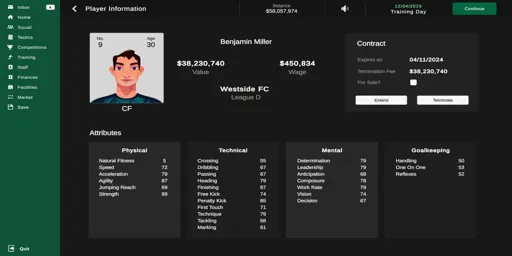 Inbox
Home
Squad
Tactics
Competitions
Training
Staff
Finances
Facilities
Market
Save
Quit
Player Information
Balance
$58,057,974
12/04/2023
Training Day
Continue
No.
9
Age
30
CF
Benjamin Miller
$38,230,740
Value
$450,834
Wage
Westside FC
League D
Contract
Expires on 04/11/2024
Termination Fee $38,230,740
For Sale?
Extend
Terminate
Attributes
Physical
Natural Fitness 5
Speed 72
Acceleration 79
Agility 87
Jumping Reach 69
Strength 89
Technical
Crossing 55
Dribbling 67
Passing 67
Heading 79
Finishing 87
Free Kick 74
Penalty Kick 85
First Touch 71
Technique 79
Tackling 68
Marking 61
Mental
Determination 79
Leadership 79
Anticipation 68
Composure 78
Work Rate 79
Vision 74
Decision 67
Goalkeeping
Handling 50
One On One 53
Reflexes 52